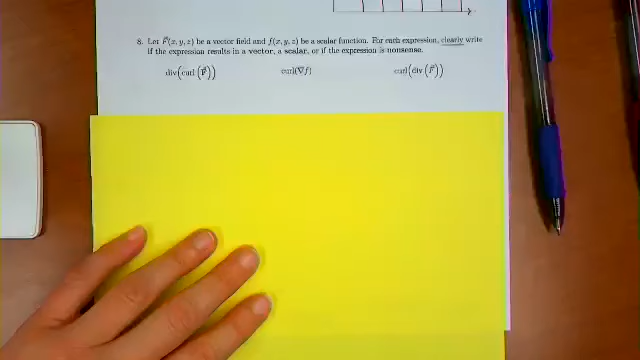 8. Let F⃗(x, y, z) be a vector field and f(x, y, z) be a scalar function. For each expression, clearly write
if the expression results in a vector, a scalar, or if the expression is nonsense.
div(curl(F⃗)) curl(∇f) curl(div(F⃗))